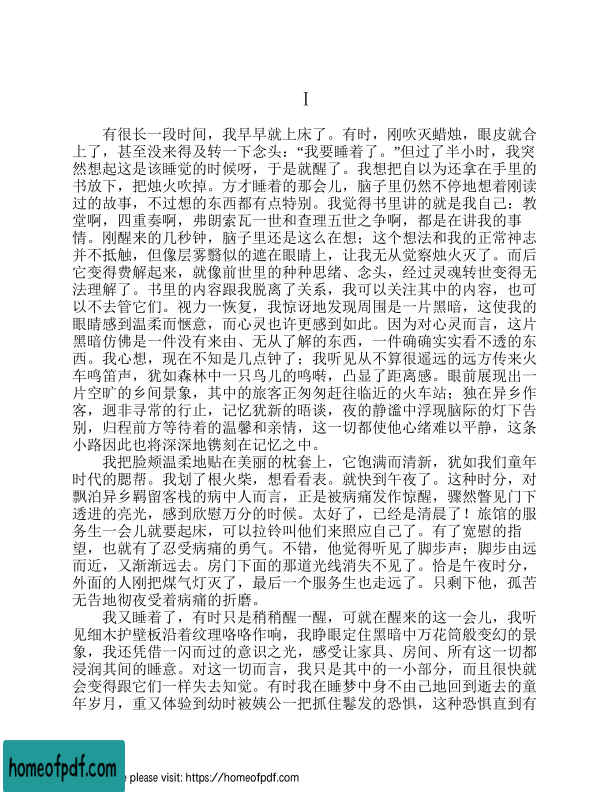 I
有很长一段时间，我早早就上床了。有时，刚吹灭蜡烛，眼皮就合
上了，甚至没来得及转一下念头：“我要睡着了。”但过了半小时，我突
然想起这是该睡觉的时候呀，于是就醒了。我想把自以为还拿在手里的
书放下，把烛火吹掉。方才睡着的那会儿，脑子里仍然不停地想着刚读
过的故事，不过想的东西都有点特别。我觉得书里讲的就是我自己：教
堂啊，四重奏啊，弗朗索瓦一世和查理五世之争啊，都是在讲我的事
情。刚醒来的几秒钟，脑子里还是这么在想；这个想法和我的正常神志
并不抵触，但像层雾翳似的遮在眼睛上，让我无从觉察烛火灭了。而后
它变得费解起来，就像前世里的种种思绪、念头，经过灵魂转世变得无
法理解了。书里的内容跟我脱离了关系，我可以关注其中的内容，也可
以不去管它们。视力一恢复，我惊讶地发现周围是一片黑暗，这使我的
眼睛感到温柔而惬意，而心灵也许更感到如此。因为对心灵而言，这片
黑暗仿佛是一件没有来由、无从了解的东西，一件确确实实看不透的东
西。我心想，现在不知是几点钟了；我听见从不算很遥远的远方传来火
车鸣笛声，犹如森林中一只鸟儿的鸣啭，凸显了距离感。眼前展现出一
片空旷的乡间景象，其中的旅客正匆匆赶往临近的火车站；独在异乡作
客，迥非寻常的行止，记忆犹新的晤谈，夜的静谧中浮现脑际的灯下告
别，归程前方等待着的温馨和亲情，这一切都使他心绪难以平静，这条
小路因此也将深深地镌刻在记忆之中。
我把脸颊温柔地贴在美丽的枕套上，它饱满而清新，犹如我们童年
时代的腮帮。我划了根火柴，想看看表。就快到午夜了。这种时分，对
飘泊异乡羁留客栈的病中人而言，正是被病痛发作惊醒，骤然瞥见门下
透进的亮光，感到欣慰万分的时候。太好了，已经是清晨了！旅馆的服
务生一会儿就要起床，可以拉铃叫他们来照应自己了。有了宽慰的指
望，也就有了忍受病痛的勇气。不错，他觉得听见了脚步声；脚步由远
而近，又渐渐远去。房门下面的那道光线消失不见了。恰是午夜时分，
外面的人刚把煤气灯灭了，最后一个服务生也走远了。只剩下他，孤苦
无告地彻夜受着病痛的折磨。
我又睡着了，有时只是稍稍醒一醒，可就在醒来的这一会儿，我听
见细木护壁板沿着纹理咯咯作响，我睁眼定住黑暗中万花筒般变幻的景
象，我还凭借一闪而过的意识之光，感受让家具、房间、所有这一切都
浸润其间的睡意。对这一切而言，我只是其中的一小部分，而且很快就
会变得跟它们一样失去知觉。有时我在睡梦中身不由己地回到逝去的童
年岁月，重又体验到幼时被姨公一把抓住鬈发的恐惧，这种恐惧直到有
homeofpdf.com
e please visit: https://homeofpdf.com